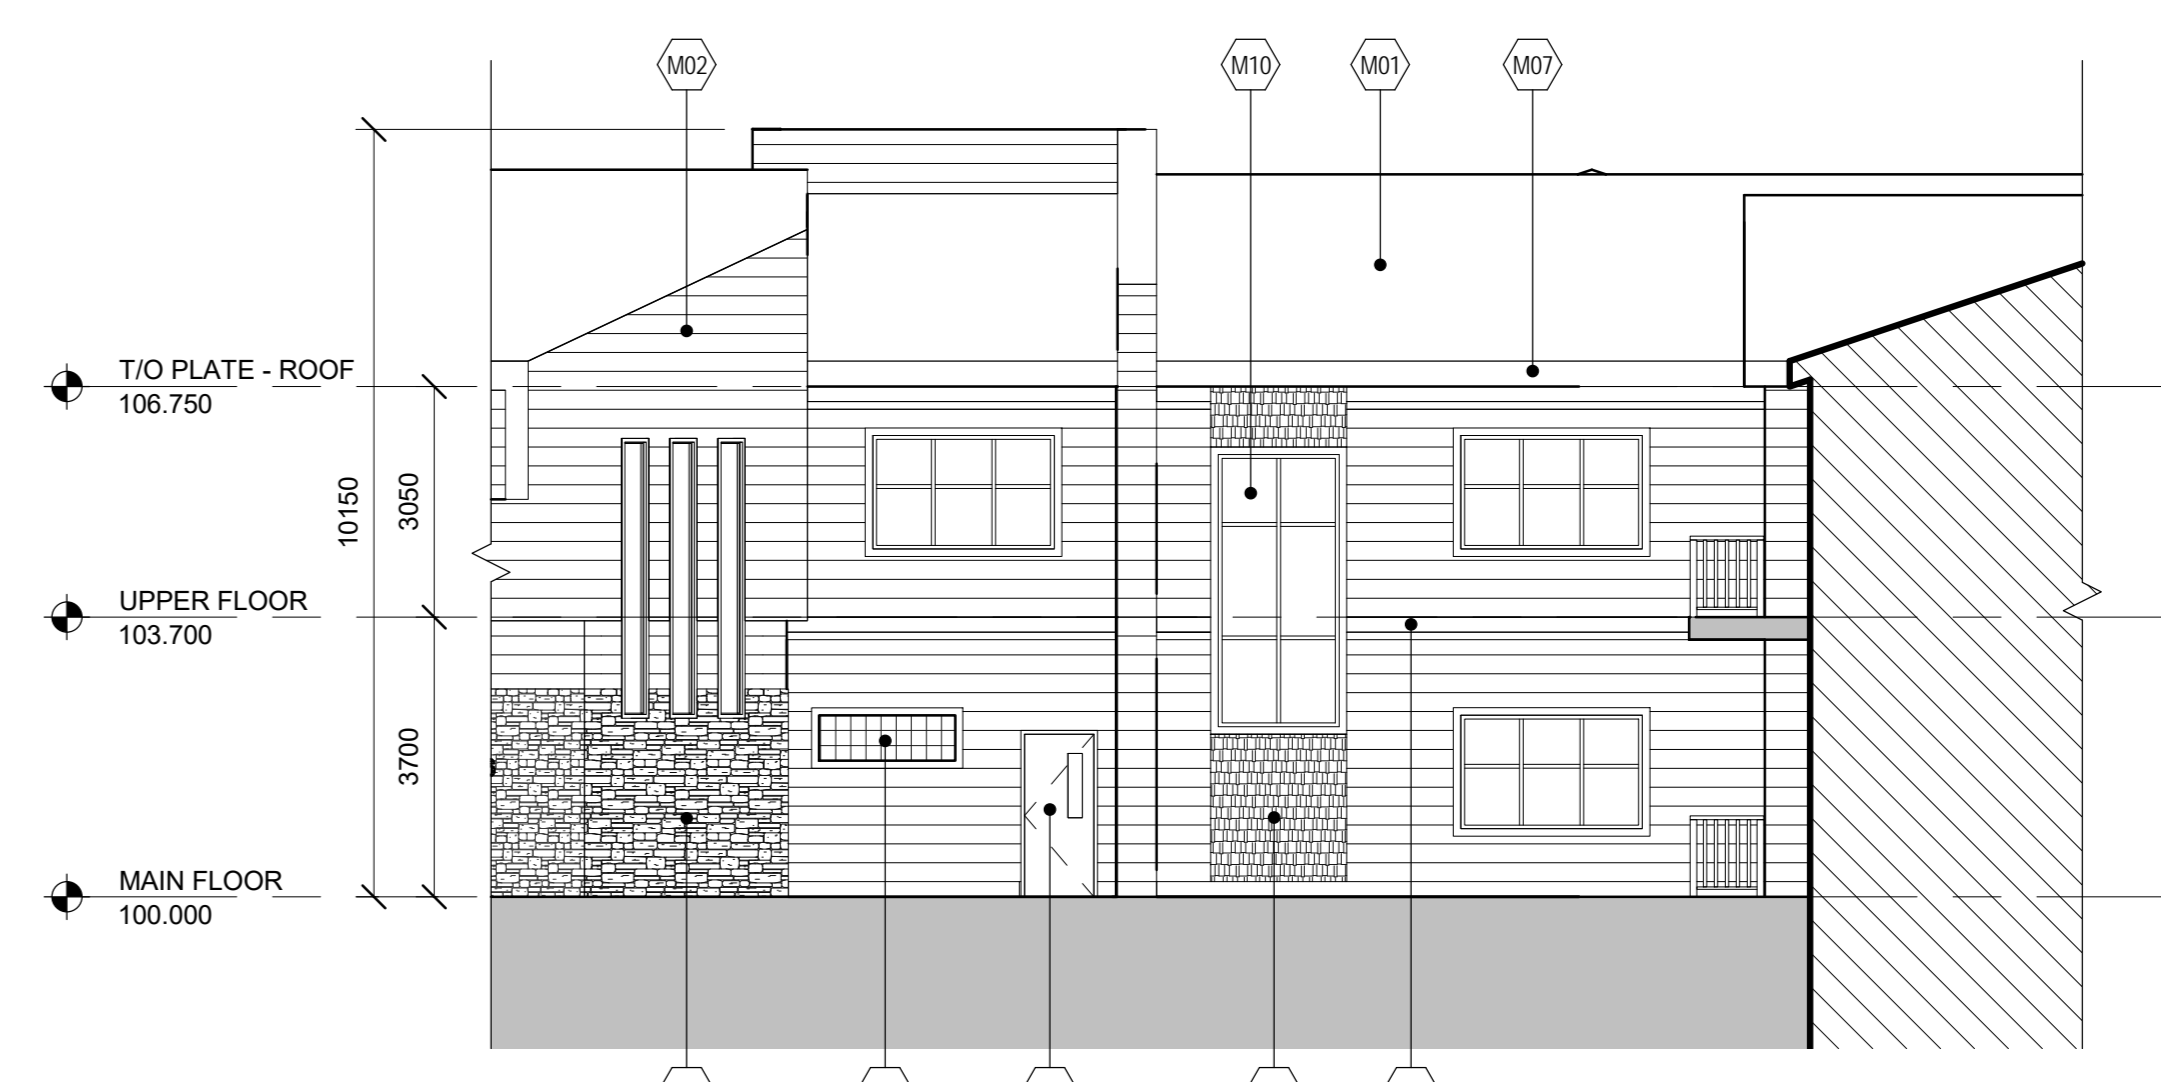 M02
M10
M01
M07
T/O PLATE - ROOF
106.750
10150
3050
UPPER FLOOR
103.700
3700
MAIN FLOOR
100.000